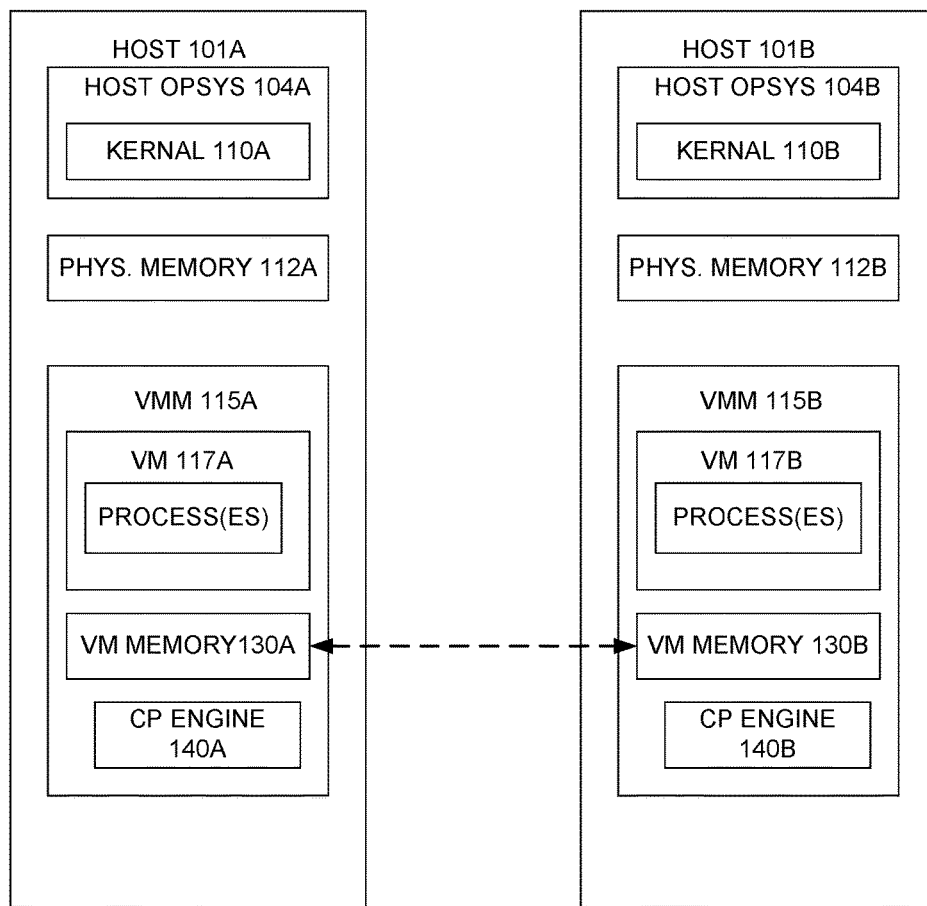 HOST 101A
HOST OPSYS 104A
KERNAL 110A
PHYS. MEMORY 112A
VMM 115A
VM 117A
PROCESS(ES)
VM MEMORY130A
CP ENGINE
140A
HOST 101B
HOST OPSYS 104B
KERNAL 110B
PHYS. MEMORY 112B
VMM 115B
VM 117B
PROCESS(ES)
VM MEMORY 130B
CP ENGINE
140B